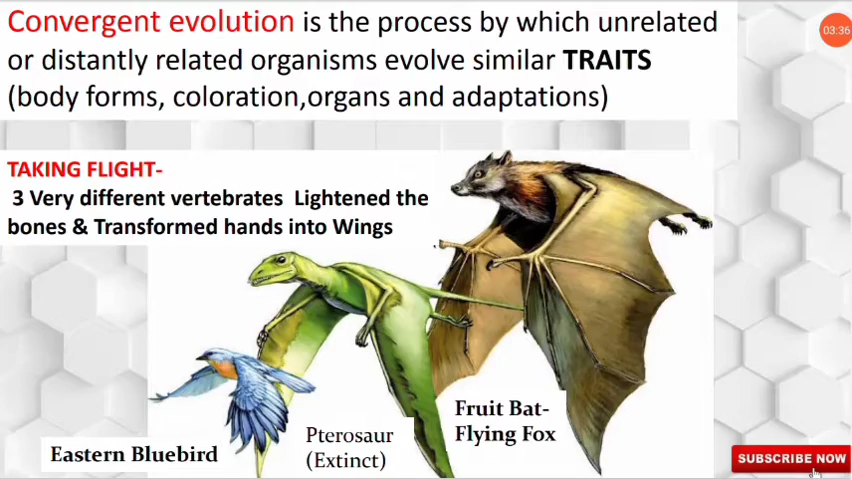 Convergent evolution is the process by which unrelated
or distantly related organisms evolve similar TRAITS
(body forms, coloration,organs and adaptations)
03:36
TAKING FLIGHT-
3 Very different vertebrates Lightened the
bones & Transformed hands into Wings
Eastern Bluebird
Pterosaur
(Extinct)
Fruit Bat-
Flying Fox
SUBSCRIBE NOW